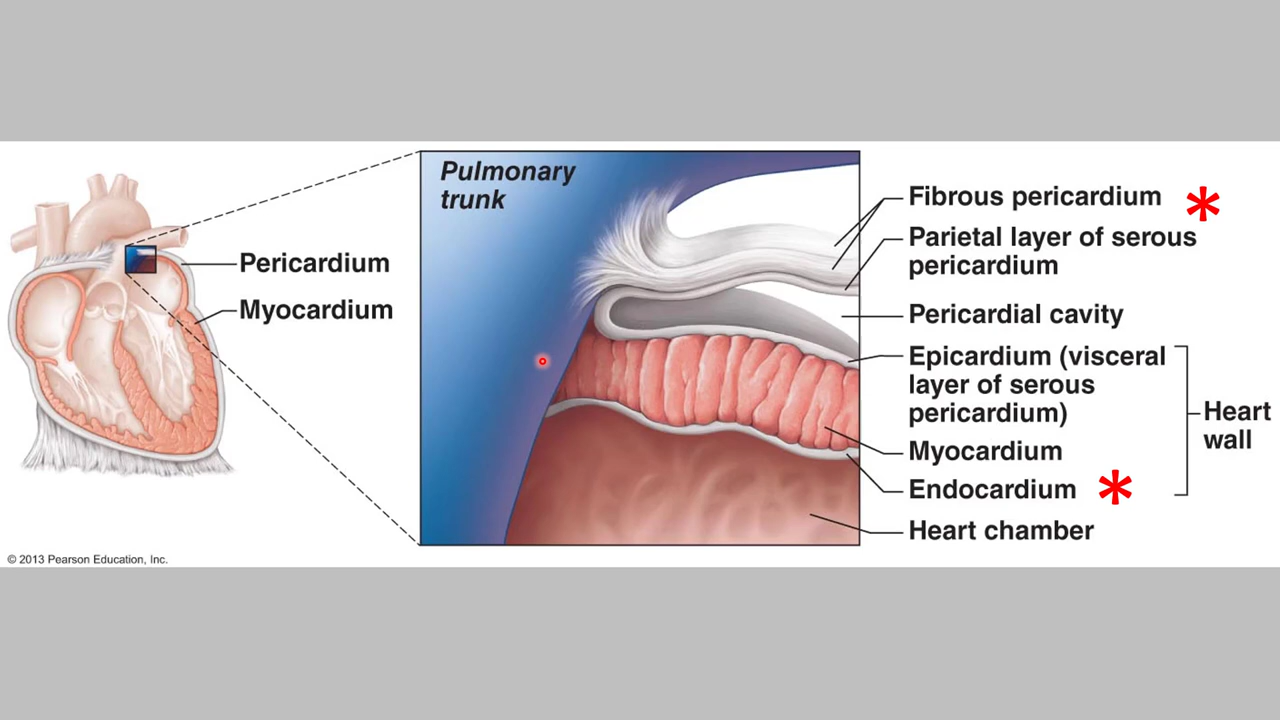 Pulmonary
trunk
Pericardium
Myocardium
Fibrous pericardium *
Parietal layer of serous
pericardium
Pericardial cavity
Epicardium (visceral
layer of serous
pericardium)
Myocardium
Endocardium *
Heart chamber
Heart
wall
© 2013 Pearson Education, Inc.